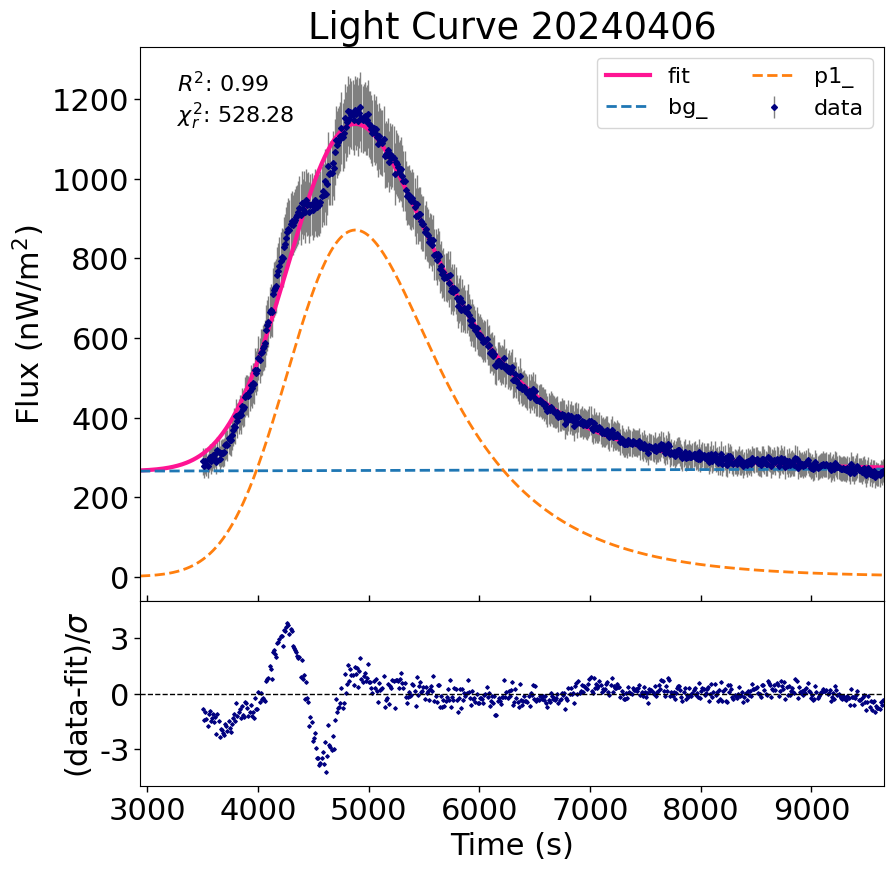 Light Curve 20240406
R²: 0.99
χᵣ²: 528.28
fit
bg_
p1_
data
Flux (nW/m²)
1200
1000
800
600
400
200
0
(data-fit)/σ
3
0
-3
3000 4000 5000 6000 7000 8000 9000
Time (s)